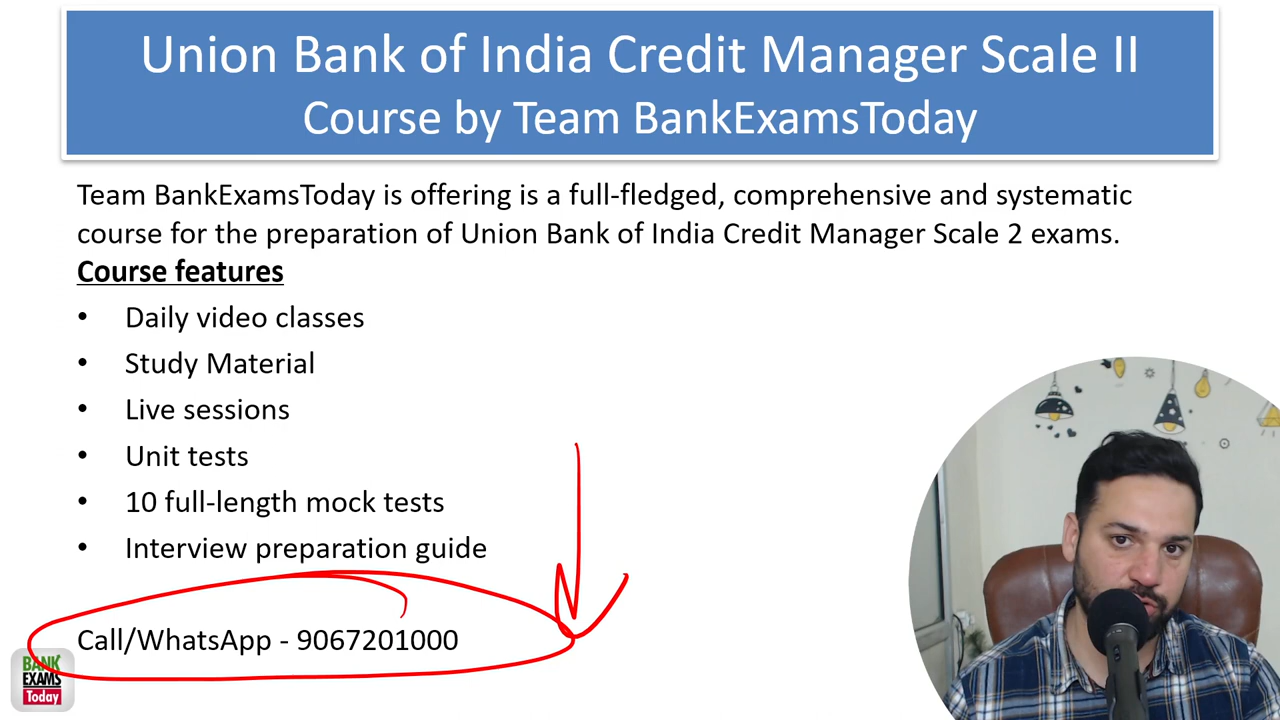 Union Bank of India Credit Manager Scale II
Course by Team BankExamsToday
Team BankExamsToday is offering is a full-fledged, comprehensive and systematic
course for the preparation of Union Bank of India Credit Manager Scale 2 exams.
Course features
• Daily video classes
• Study Material
• Live sessions
• Unit tests
• 10 full-length mock tests
• Interview preparation guide
Call/WhatsApp - 9067201000
BANK
EXAMS
Today